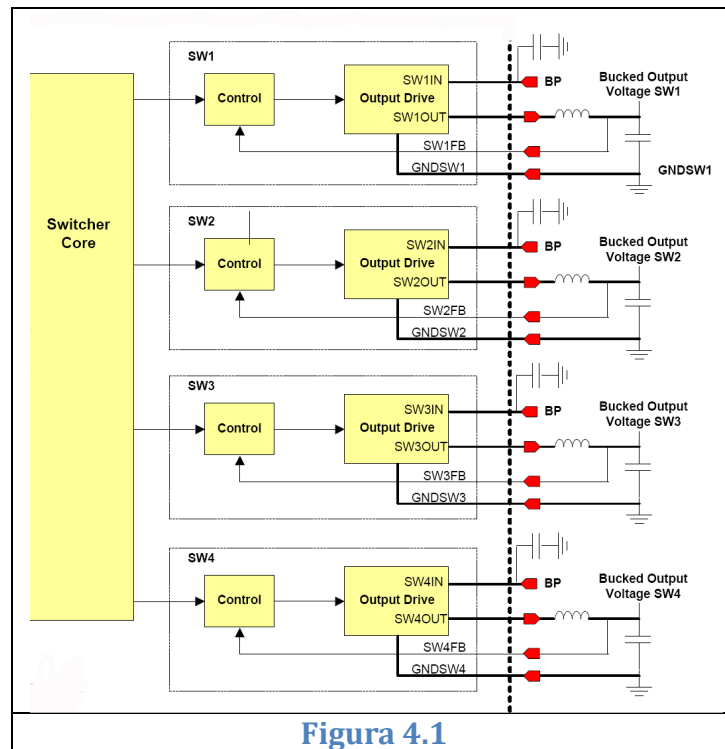 Switcher
Core
SW1
Control
Output Drive
SW1IN
SW1OUT
SW1FB
GNDSW1
BP
Bucked Output
Voltage SW1
GNDSW1
SW2
Control
Output Drive
SW2IN
SW2OUT
SW2FB
GNDSW2
BP
Bucked Output
Voltage SW2
SW3
Control
Output Drive
SW3IN
SW3OUT
SW3FB
GNDSW3
BP
Bucked Output
Voltage SW3
SW4
Control
Output Drive
SW4IN
SW4OUT
SW4FB
GNDSW4
BP
Bucked Output
Voltage SW4
Figura 4.1